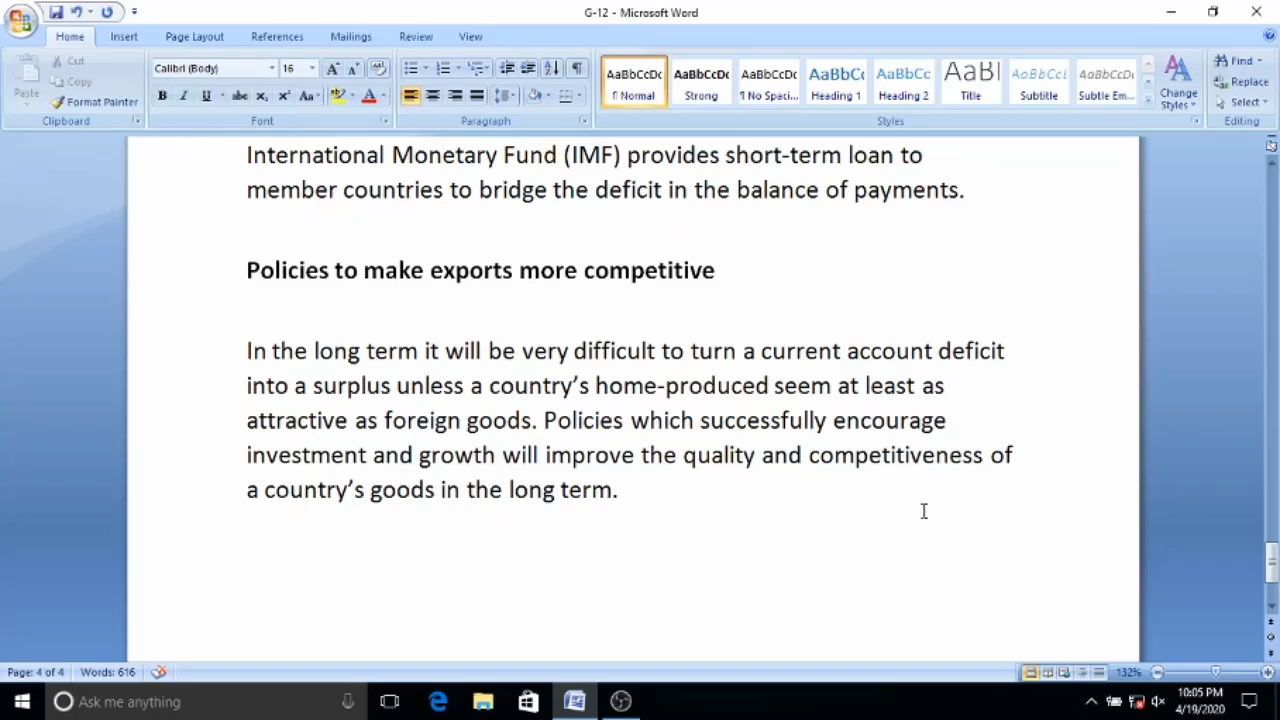 G-12 - Microsoft Word
Home Insert Page Layout References Mailings Review View
Paste
Cut
Copy
Format Painter
Clipboard
Calibri (Body) 16
B I U abc X₂ X² Aa
Font
Paragraph
AaBbCcDc AaBbCcDc AaBbCcDc AaBbCc AaBbCc AaBl AaBbCcL AaBbCcDı
¶ Normal Strong ¶ No Spaci... Heading 1 Heading 2 Title Subtitle Subtle Em...
Change Styles
Styles
Find
Replace
Select
Editing
International Monetary Fund (IMF) provides short-term loan to
member countries to bridge the deficit in the balance of payments.
Policies to make exports more competitive
In the long term it will be very difficult to turn a current account deficit
into a surplus unless a country's home-produced seem at least as
attractive as foreign goods. Policies which successfully encourage
investment and growth will improve the quality and competitiveness of
a country's goods in the long term.
Page: 4 of 4 Words: 616 132%
Ask me anything
10:05 PM
4/19/2020